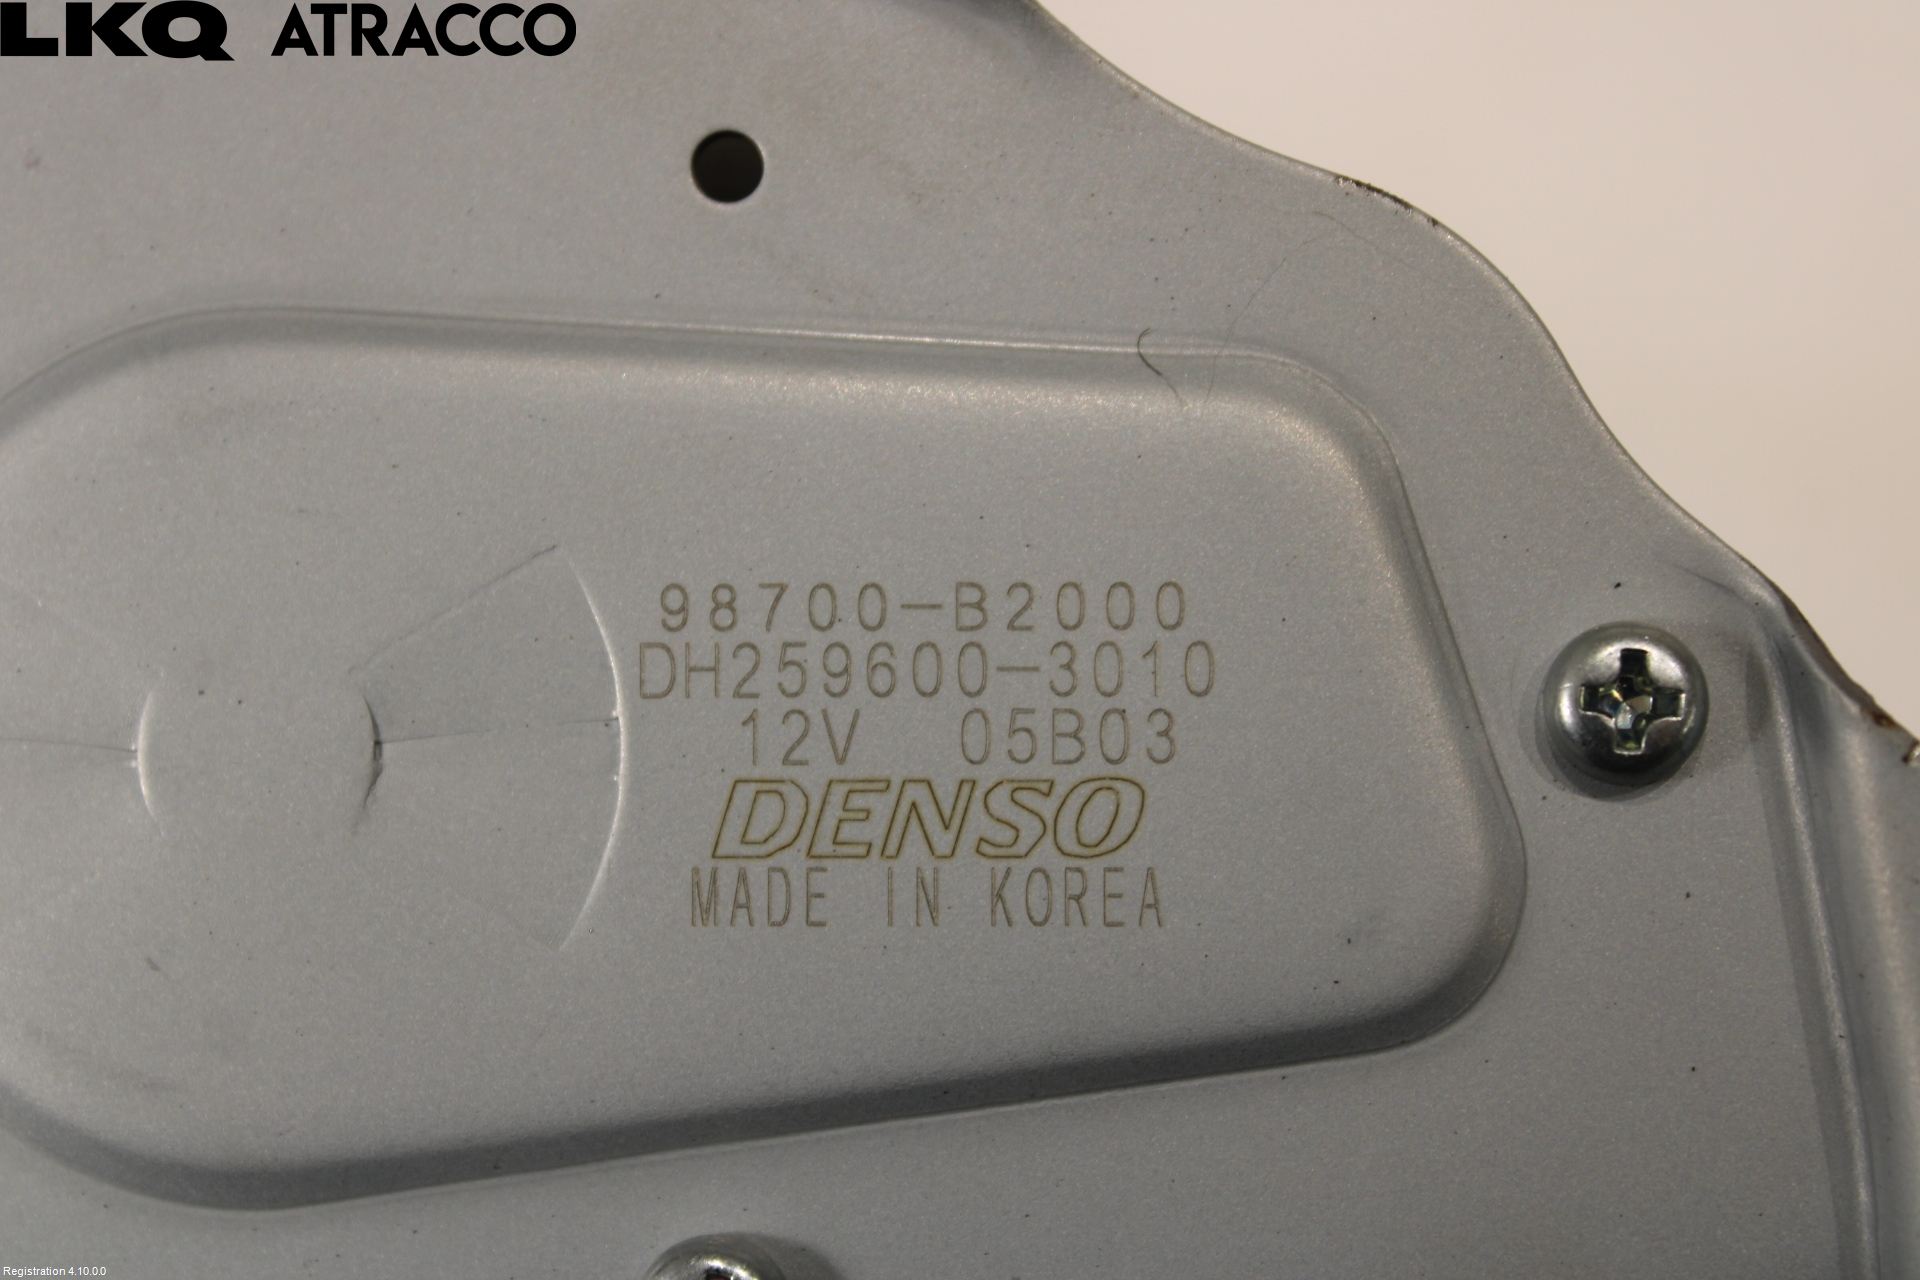 LKQ ATRACCO
98700-B2000
DH259600-3010
12V 05B03
DENSO
MADE IN KOREA
Registration 4.10.0.0